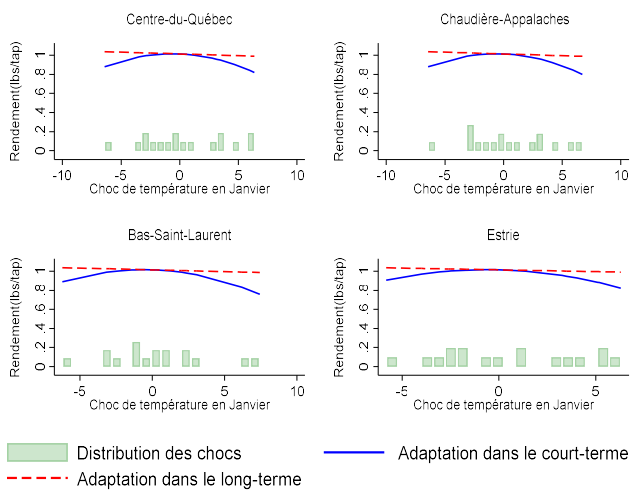 Centre-du-Québec
Rendement(lbs/tap)
0 .2 .4 .6 .8 1
-10 -5 0 5 10
Choc de température en Janvier
Chaudière-Appalaches
Rendement(lbs/tap)
0 .2 .4 .6 .8 1
-10 -5 0 5 10
Choc de température en Janvier
Bas-Saint-Laurent
Rendement(lbs/tap)
0 .2 .4 .6 .8 1
-5 0 5 10
Choc de température en Janvier
Estrie
Rendement(lbs/tap)
0 .2 .4 .6 .8 1
-5 0 5
Choc de température en Janvier
Distribution des chocs
Adaptation dans le court-terme
Adaptation dans le long-terme